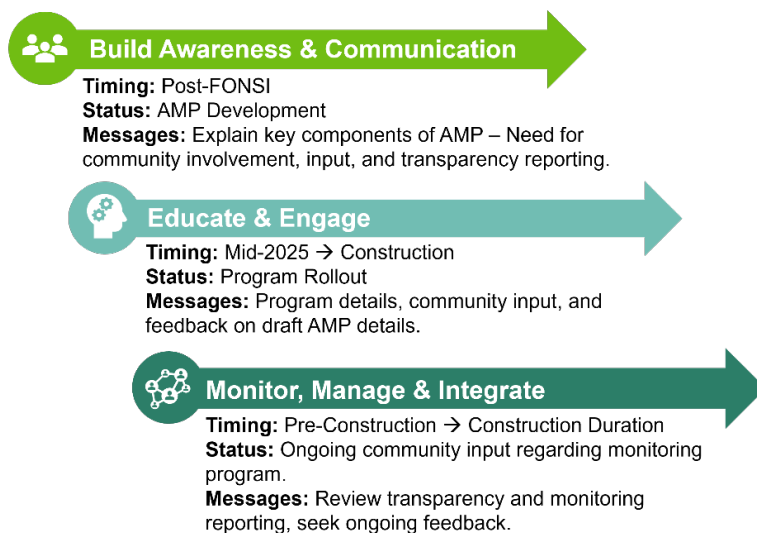 Build Awareness & Communication
Timing: Post-FONSI
Status: AMP Development
Messages: Explain key components of AMP – Need for
community involvement, input, and transparency reporting.
Educate & Engage
Timing: Mid-2025 → Construction
Status: Program Rollout
Messages: Program details, community input, and
feedback on draft AMP details.
Monitor, Manage & Integrate
Timing: Pre-Construction → Construction Duration
Status: Ongoing community input regarding monitoring
program.
Messages: Review transparency and monitoring
reporting, seek ongoing feedback.